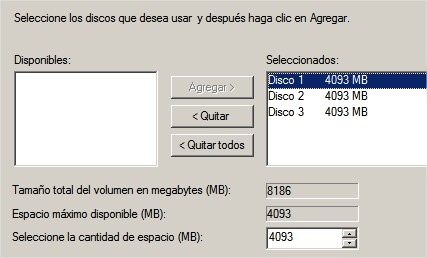 Seleccione los discos que desea usar y después haga clic en Agregar.
Disponibles:
Seleccionados:
Agregar >
< Quitar
< Quitar todos
Disco 1 4093 MB
Disco 2 4093 MB
Disco 3 4093 MB
Tamaño total del volumen en megabytes (MB): 8186
Espacio máximo disponible (MB): 4093
Seleccione la cantidad de espacio (MB): 4093